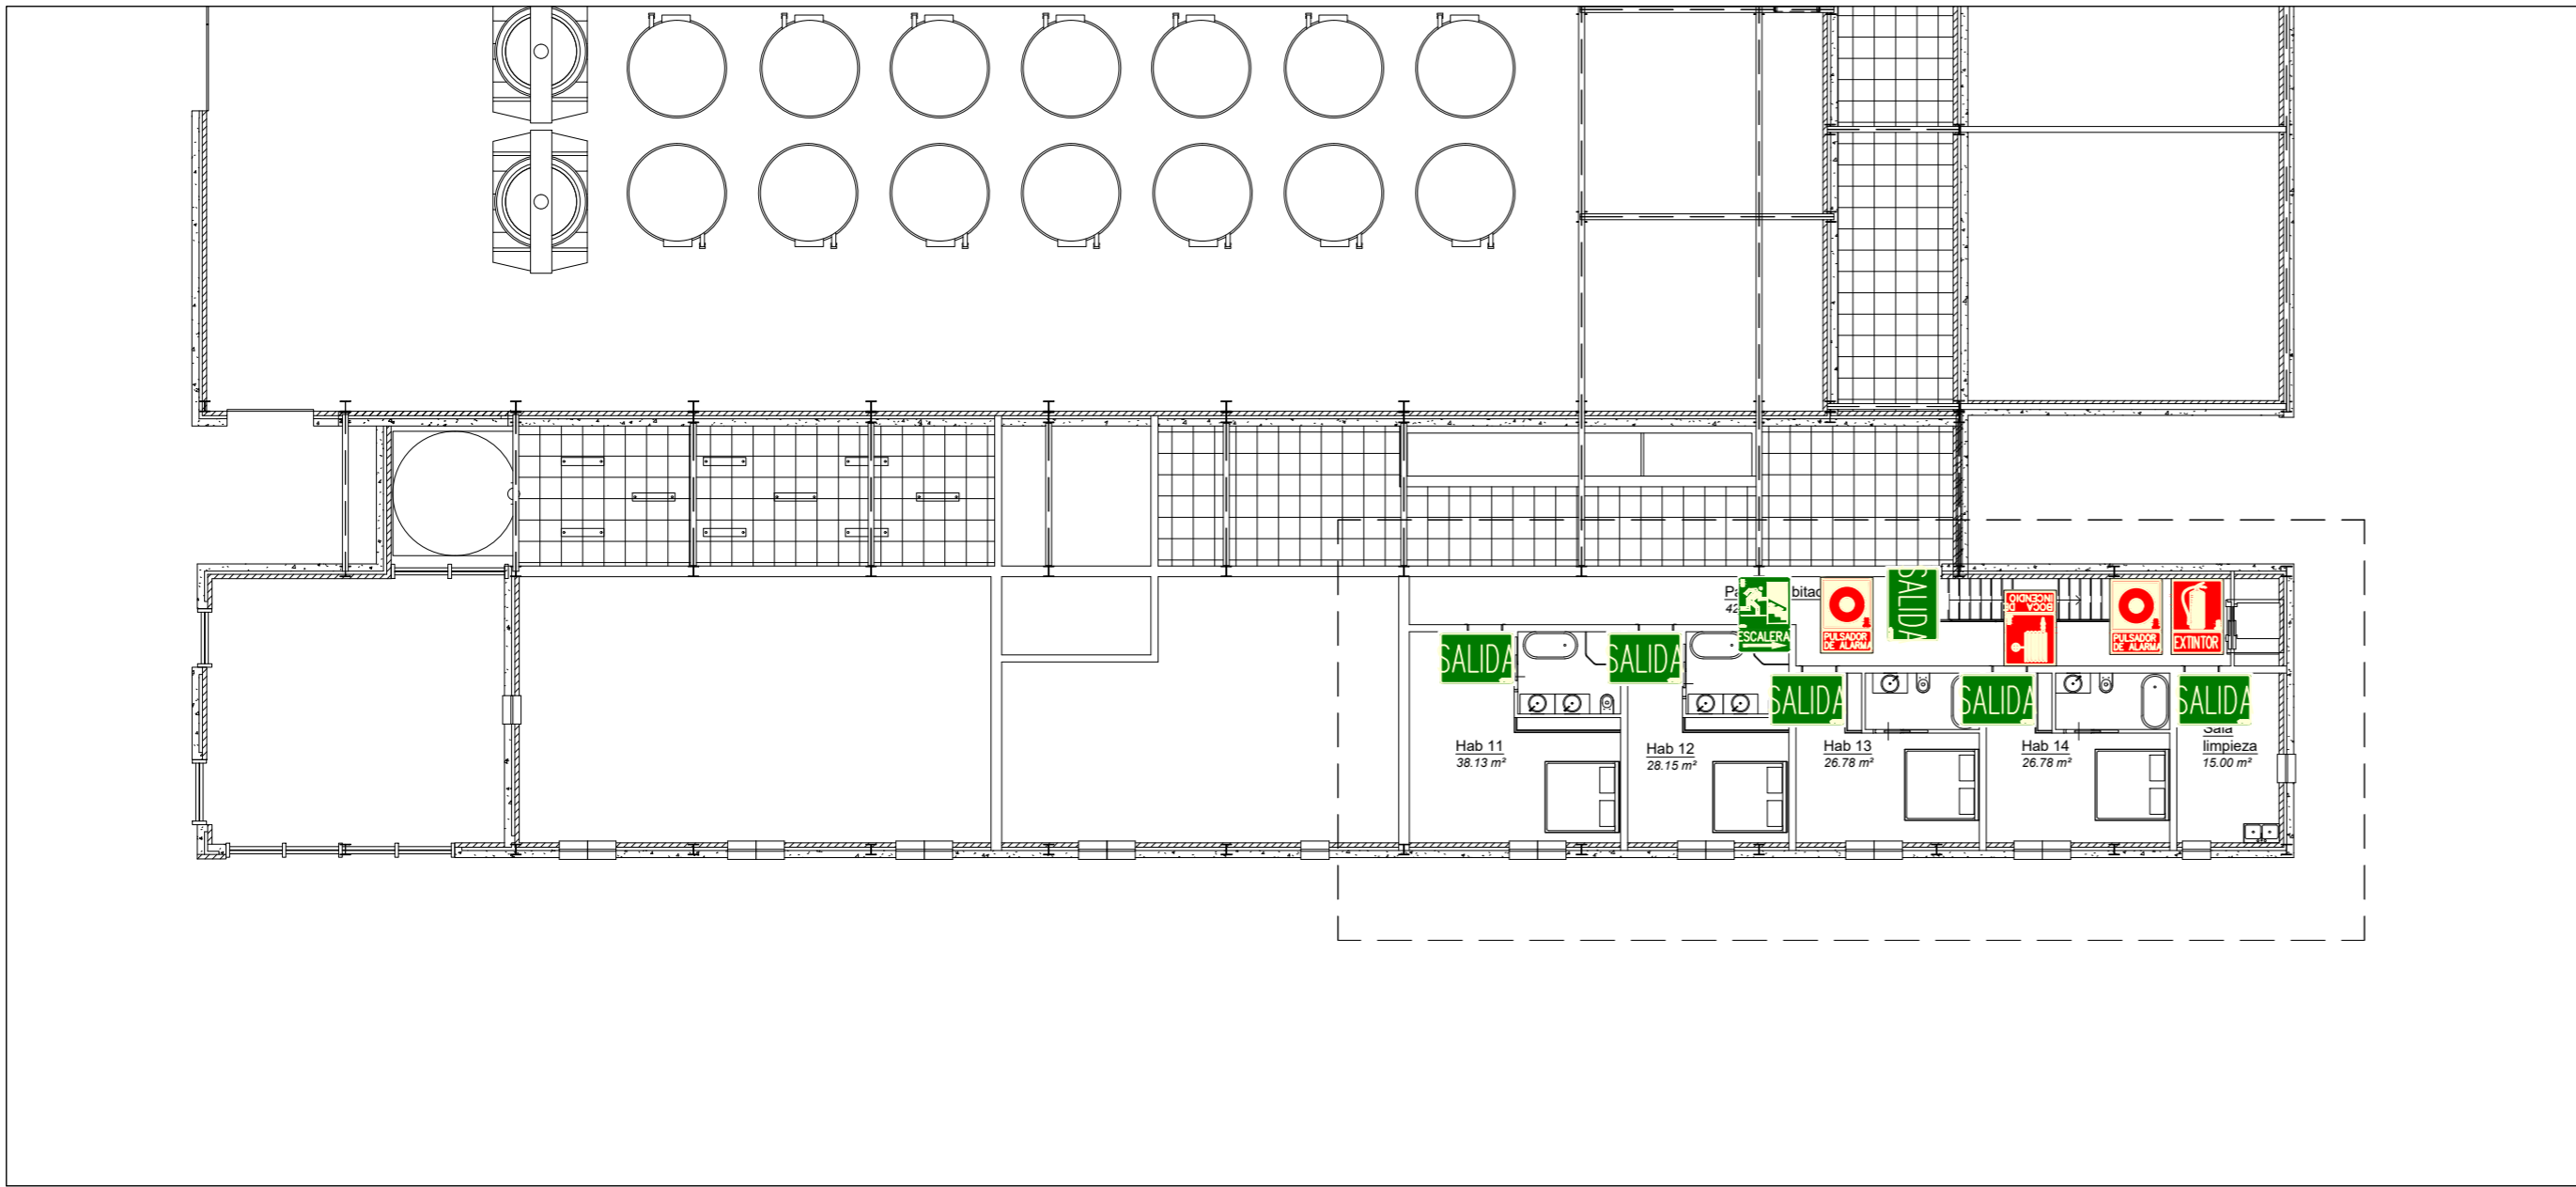 SALIDA
ESCALERA
PULSADOR
DE ALARMA
BOCA DE
INCENDIO
PULSADOR
DE ALARMA
EXTINTOR
SALIDA
SALIDA
SALIDA
SALIDA
SALIDA
Hab 11
38.13 m²
Hab 12
28.15 m²
Hab 13
26.78 m²
Hab 14
26.78 m²
Sala
limpieza
15.00 m²